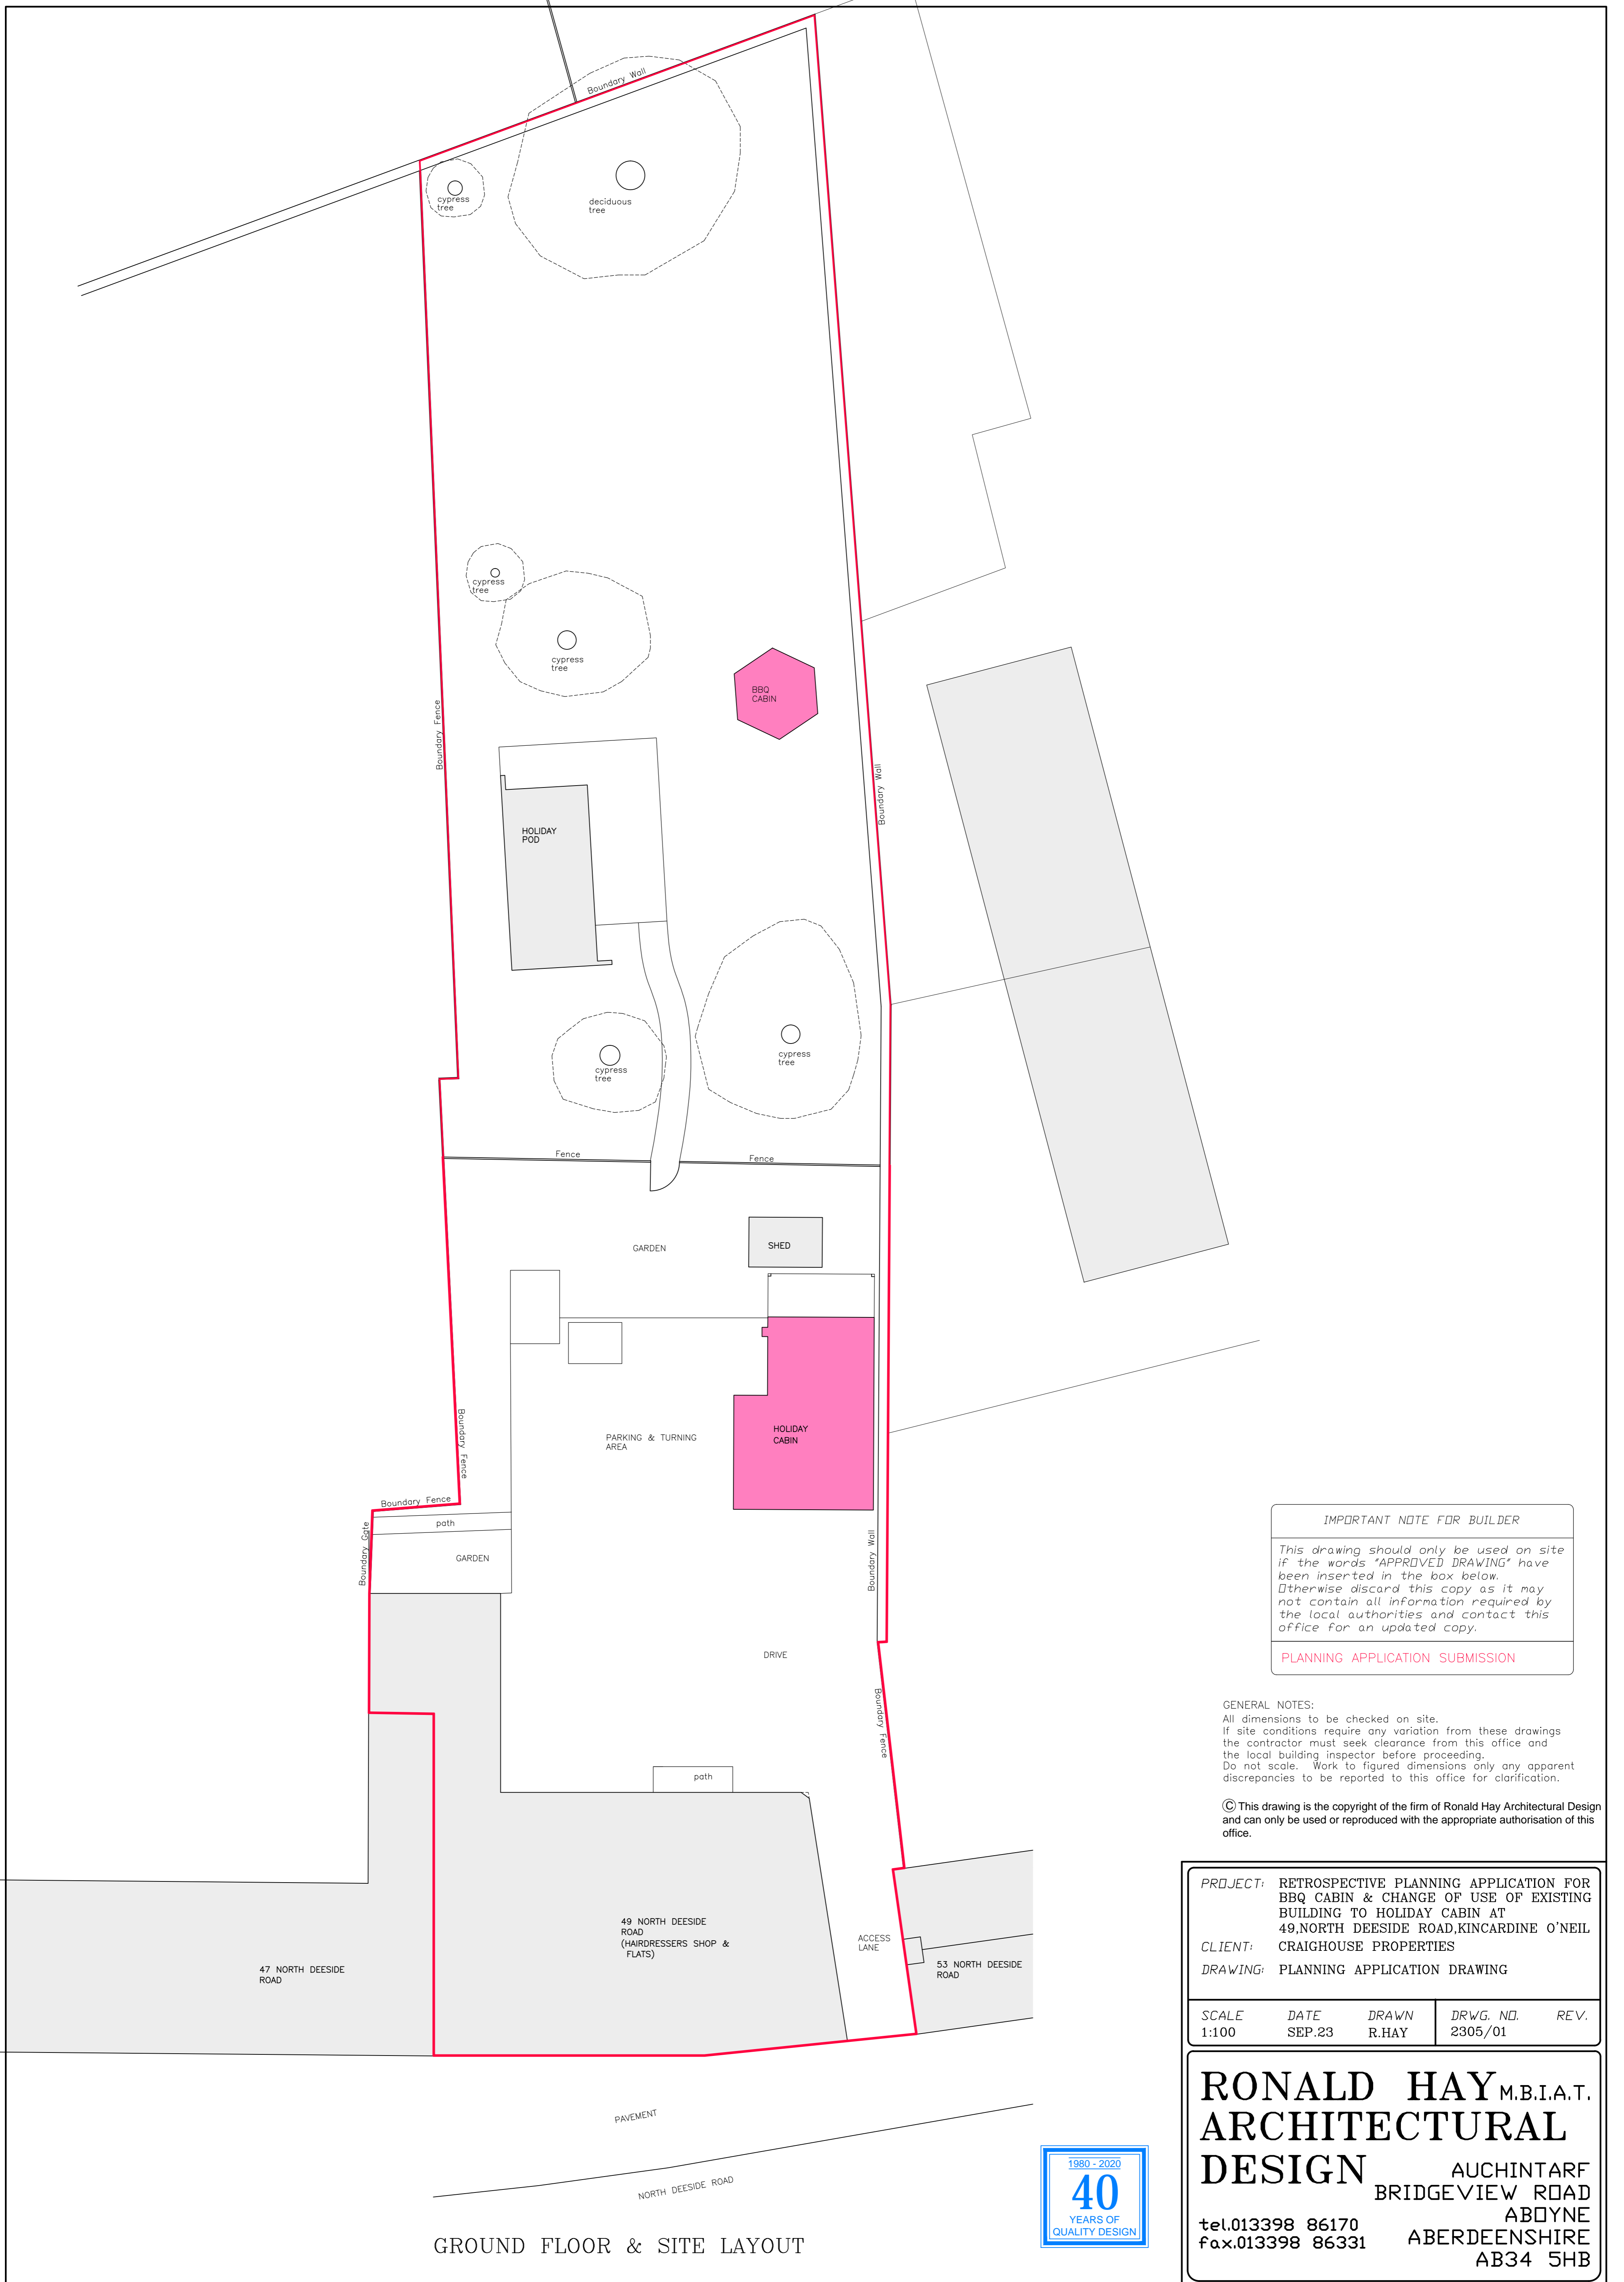 Boundary Wall
cypress
tree
deciduous
tree
cypress
tree
cypress
tree
BBQ
CABIN
Boundary Fence
Boundary Wall
HOLIDAY
POD
cypress
tree
cypress
tree
Fence
Fence
GARDEN
SHED
Boundary Fence
PARKING & TURNING
AREA
HOLIDAY
CABIN
Boundary Fence
path
Boundary Gate
GARDEN
Boundary Wall
DRIVE
Boundary Fence
path
49 NORTH DEESIDE
ROAD
(HAIRDRESSERS SHOP &
FLATS)
ACCESS
LANE
47 NORTH DEESIDE
ROAD
53 NORTH DEESIDE
ROAD
PAVEMENT
NORTH DEESIDE ROAD
GROUND FLOOR & SITE LAYOUT
1980 - 2020
40
YEARS OF
QUALITY DESIGN
IMPORTANT NOTE FOR BUILDER
This drawing should only be used on site
if the words "APPROVED DRAWING" have
been inserted in the box below.
Otherwise discard this copy as it may
not contain all information required by
the local authorities and contact this
office for an updated copy.
PLANNING APPLICATION SUBMISSION
GENERAL NOTES:
All dimensions to be checked on site.
If site conditions require any variation from these drawings
the contractor must seek clearance from this office and
the local building inspector before proceeding.
Do not scale. Work to figured dimensions only any apparent
discrepancies to be reported to this office for clarification.
© This drawing is the copyright of the firm of Ronald Hay Architectural Design
and can only be used or reproduced with the appropriate authorisation of this
office.
PROJECT: RETROSPECTIVE PLANNING APPLICATION FOR
BBQ CABIN & CHANGE OF USE OF EXISTING
BUILDING TO HOLIDAY CABIN AT
49,NORTH DEESIDE ROAD,KINCARDINE O'NEIL
CLIENT: CRAIGHOUSE PROPERTIES
DRAWING: PLANNING APPLICATION DRAWING
SCALE DATE DRAWN DRWG. NO. REV.
1:100 SEP.23 R.HAY 2305/01
RONALD HAY M.B.I.A.T.
ARCHITECTURAL
DESIGN
AUCHINTARF
BRIDGEVIEW ROAD
ABOYNE
ABERDEENSHIRE
AB34 5HB
tel.013398 86170
fax.013398 86331